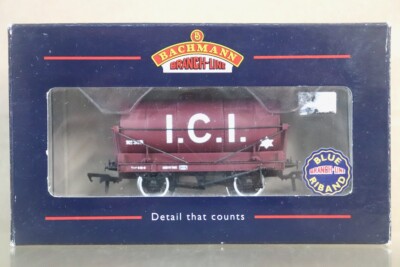 B
BACHMANN
BRANCH-LINE
I.C.I.
BLUE
BRANCH-LINE
RIBAND
Detail that counts